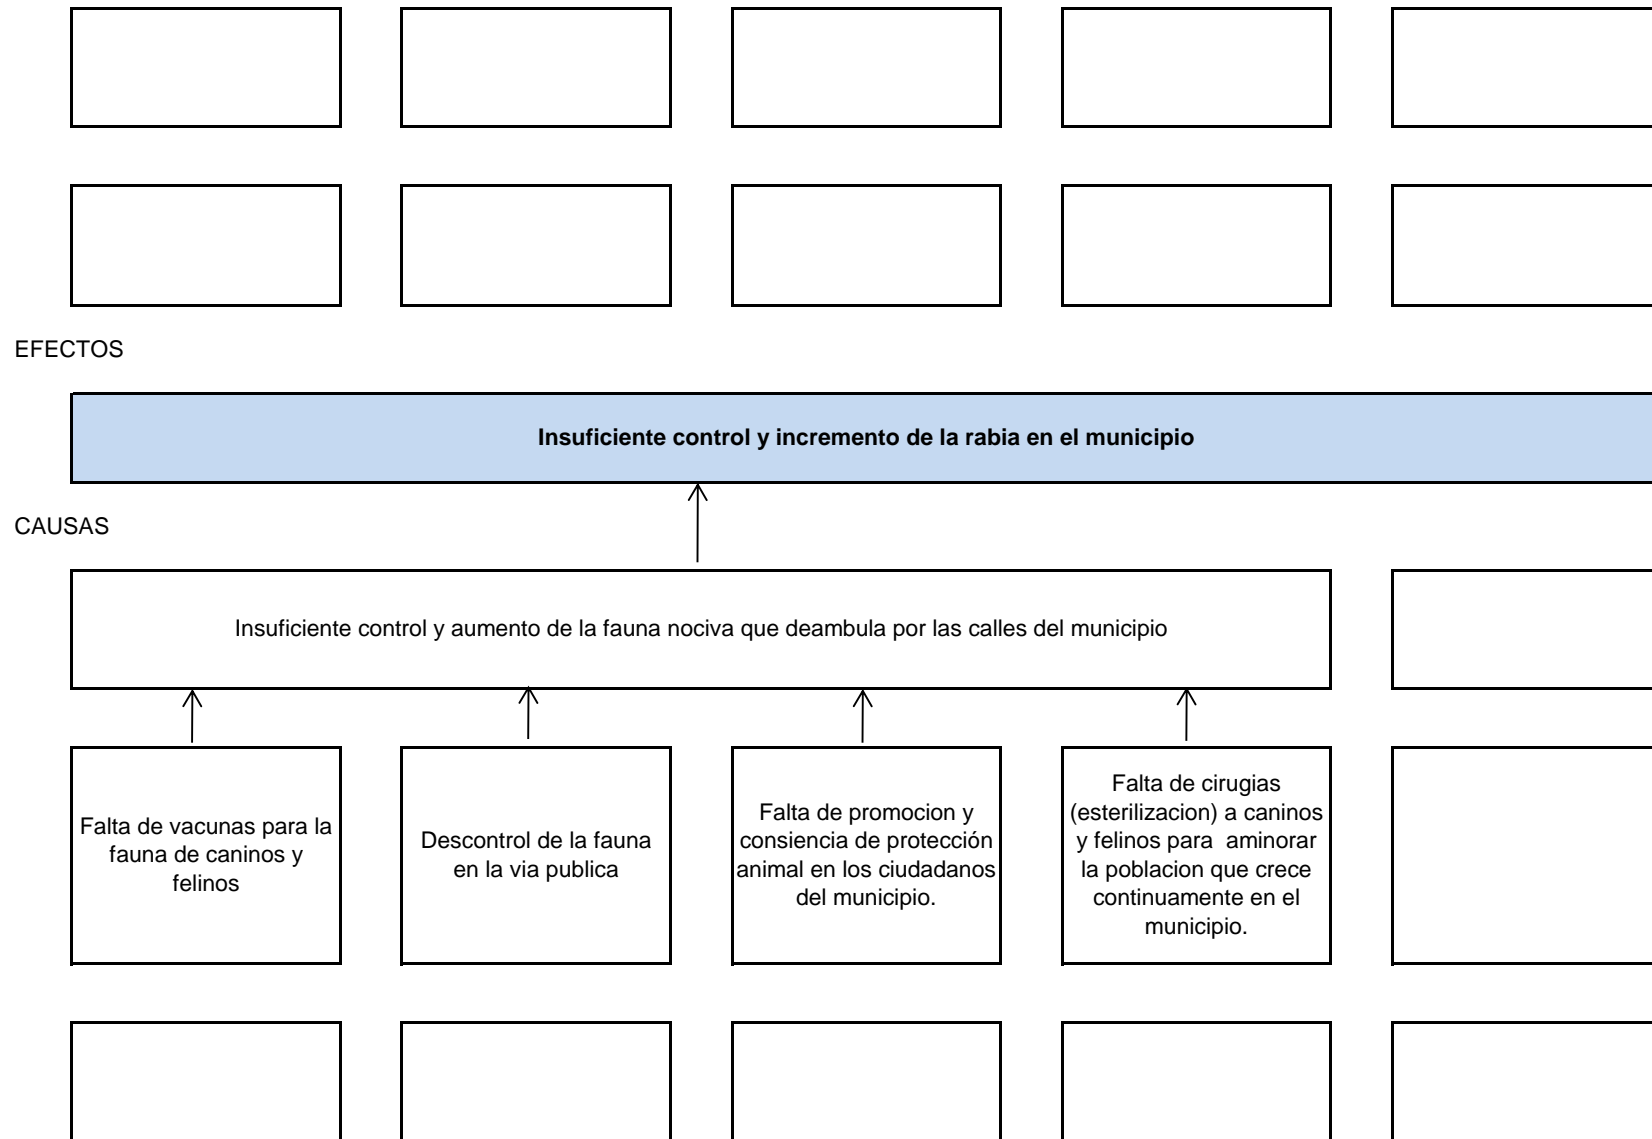 EFECTOS
Insuficiente control y incremento de la rabia en el municipio
CAUSAS
Insuficiente control y aumento de la fauna nociva que deambula por las calles del municipio
Falta de vacunas para la
fauna de caninos y
felinos
Descontrol de la fauna
en la via publica
Falta de promocion y
consiencia de protección
animal en los ciudadanos
del municipio.
Falta de cirugias
(esterilizacion) a caninos
y felinos para  aminorar
la poblacion que crece
continuamente en el
municipio.